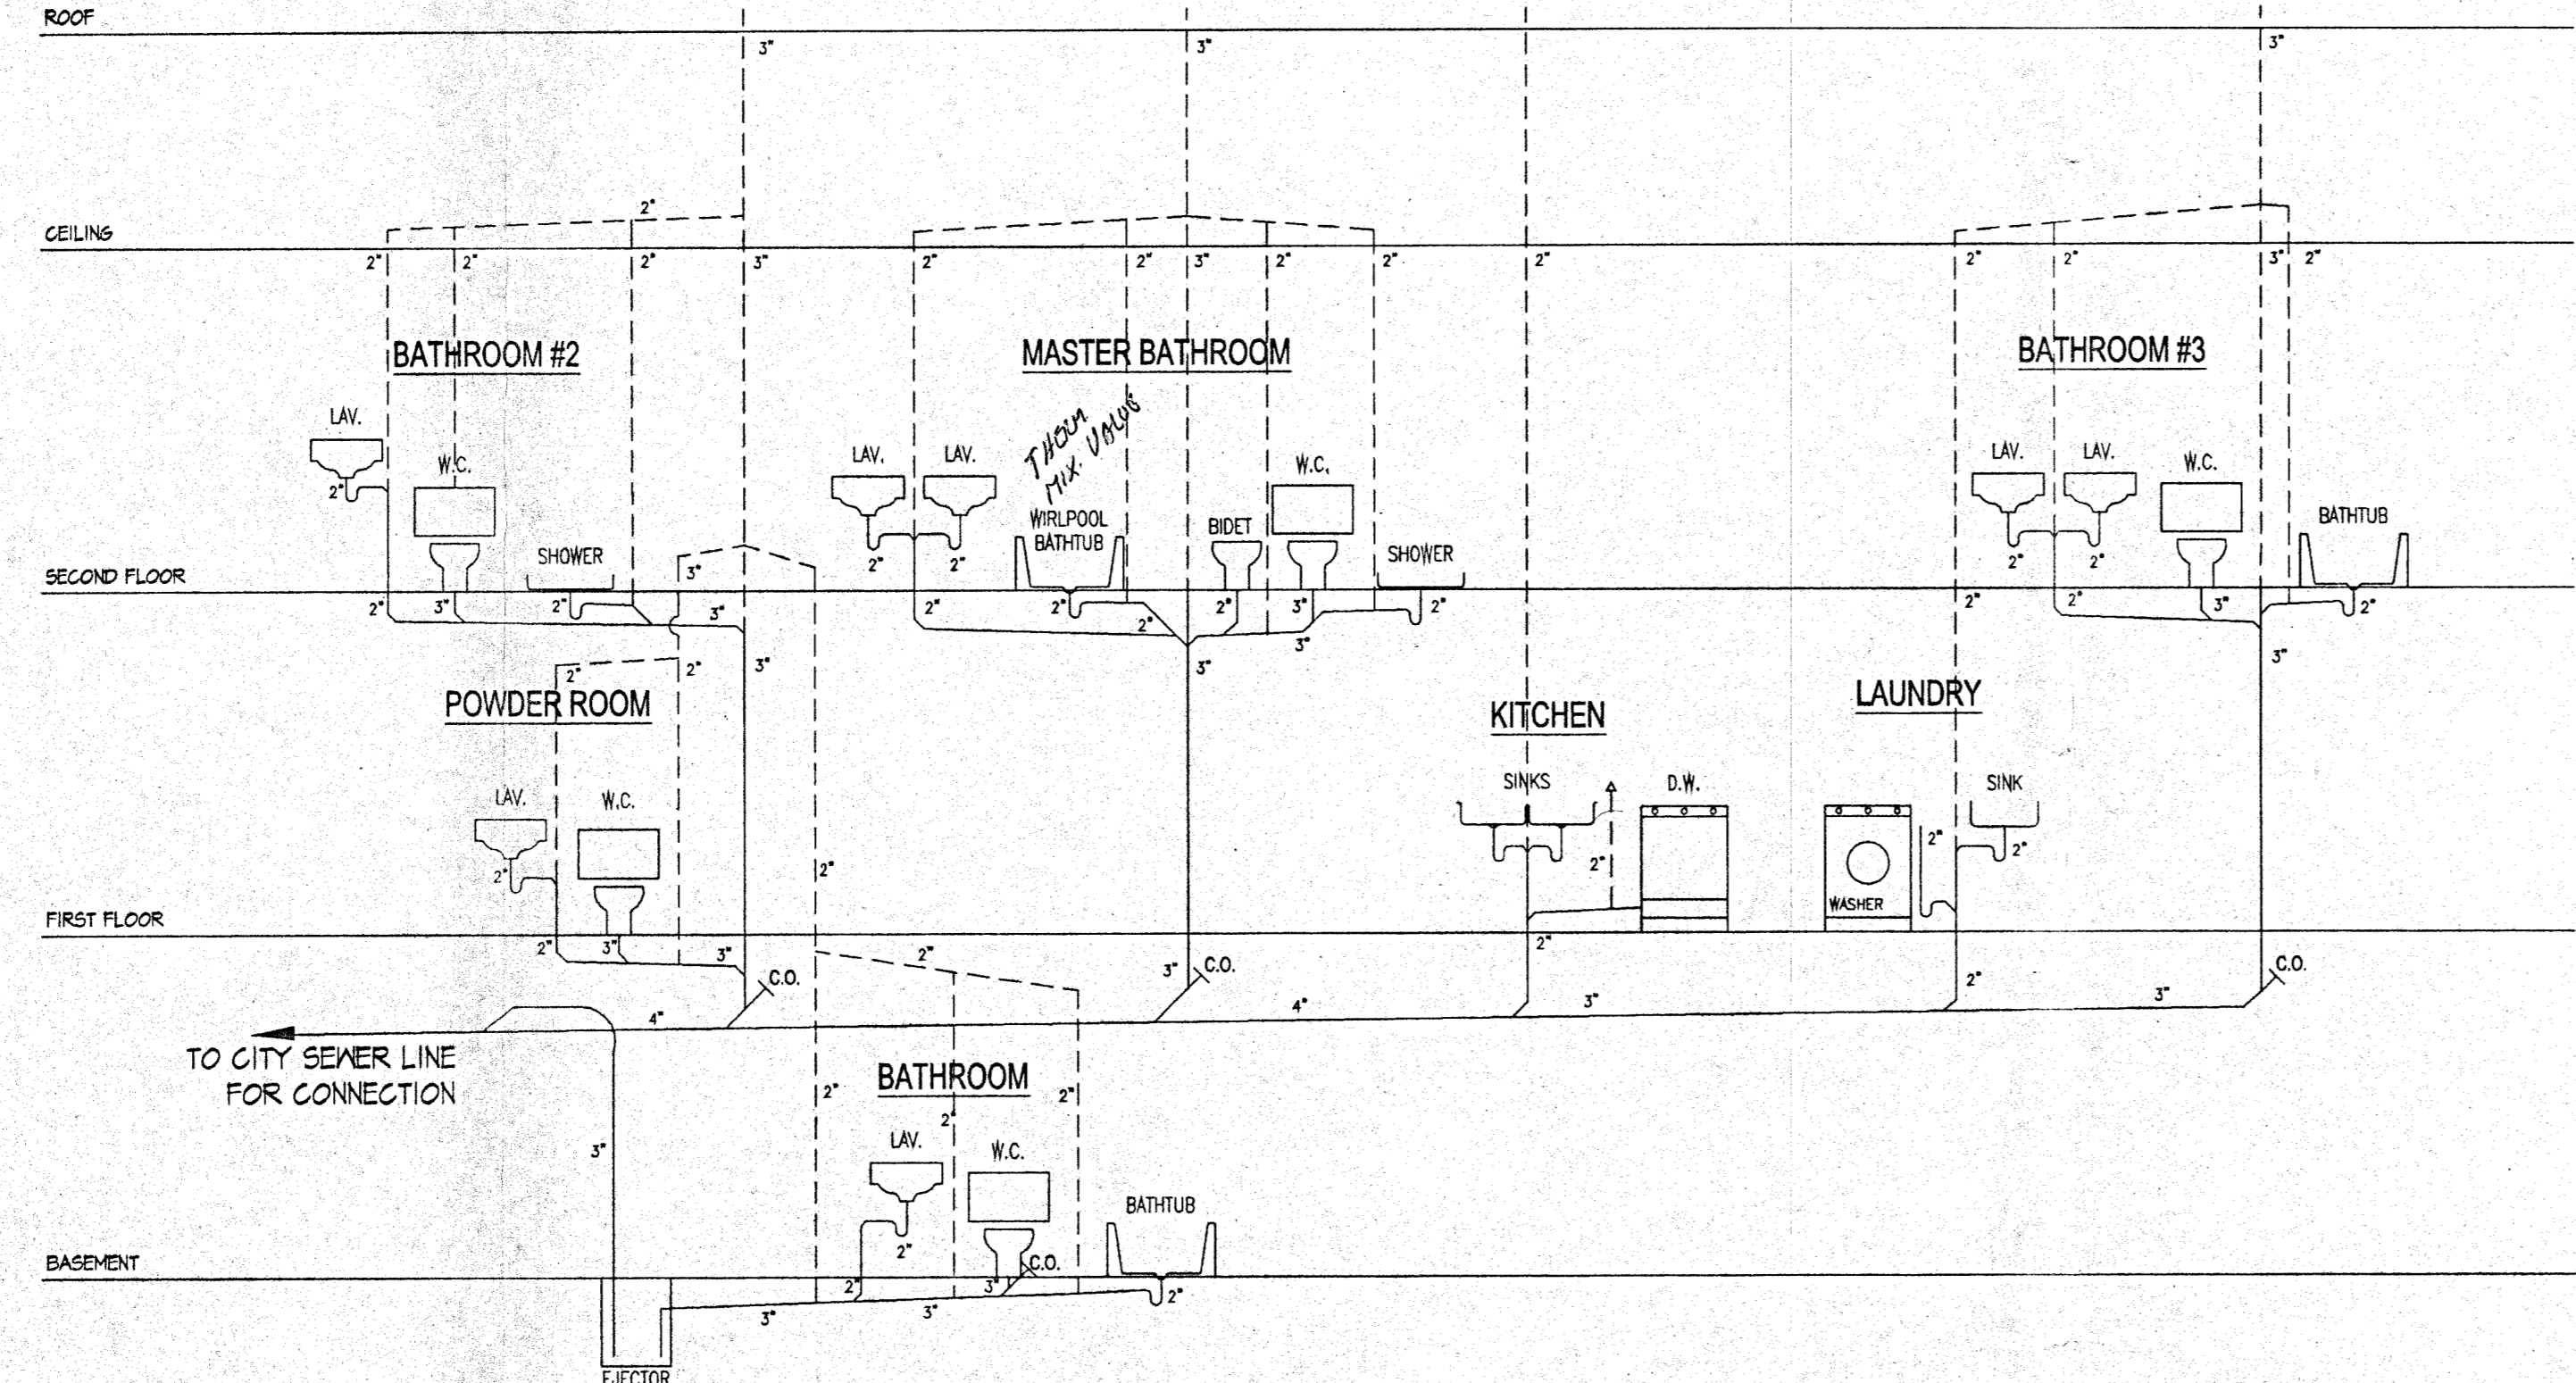 ROOF
3" 3" 3"
2"
CEILING
2" 2" 2" 3" 2" 2" 3" 2" 2" 2" 2" 2" 3" 2"
BATHROOM #2 MASTER BATHROOM BATHROOM #3
THERM
MIX. VALVE
LAV. W.C. SHOWER
2"
LAV. LAV. WIRLPOOL
BATHTUB
BIDET W.C. SHOWER
2" 2"
LAV. LAV. W.C. BATHTUB
2" 2"
3"
SECOND FLOOR
2" 3" 2" 3" 2" 2" 2" 2" 3" 2" 2" 2" 3" 2"
3"
3" 3" 3"
2" 2"
POWDER ROOM KITCHEN LAUNDRY
LAV. W.C. SINKS D.W. SINK
2" 2" 2" 2" 2"
WASHER
FIRST FLOOR
2" 3" 3" 2" 2"
C.O. 3" C.O. 2" C.O.
4" 4" 3" 3"
TO CITY SEWER LINE
FOR CONNECTION
BATHROOM
2" 2" 2"
3" LAV. W.C. BATHTUB
2"
BASEMENT
2" 3" C.O. 2"
3" 3"
EJECTOR